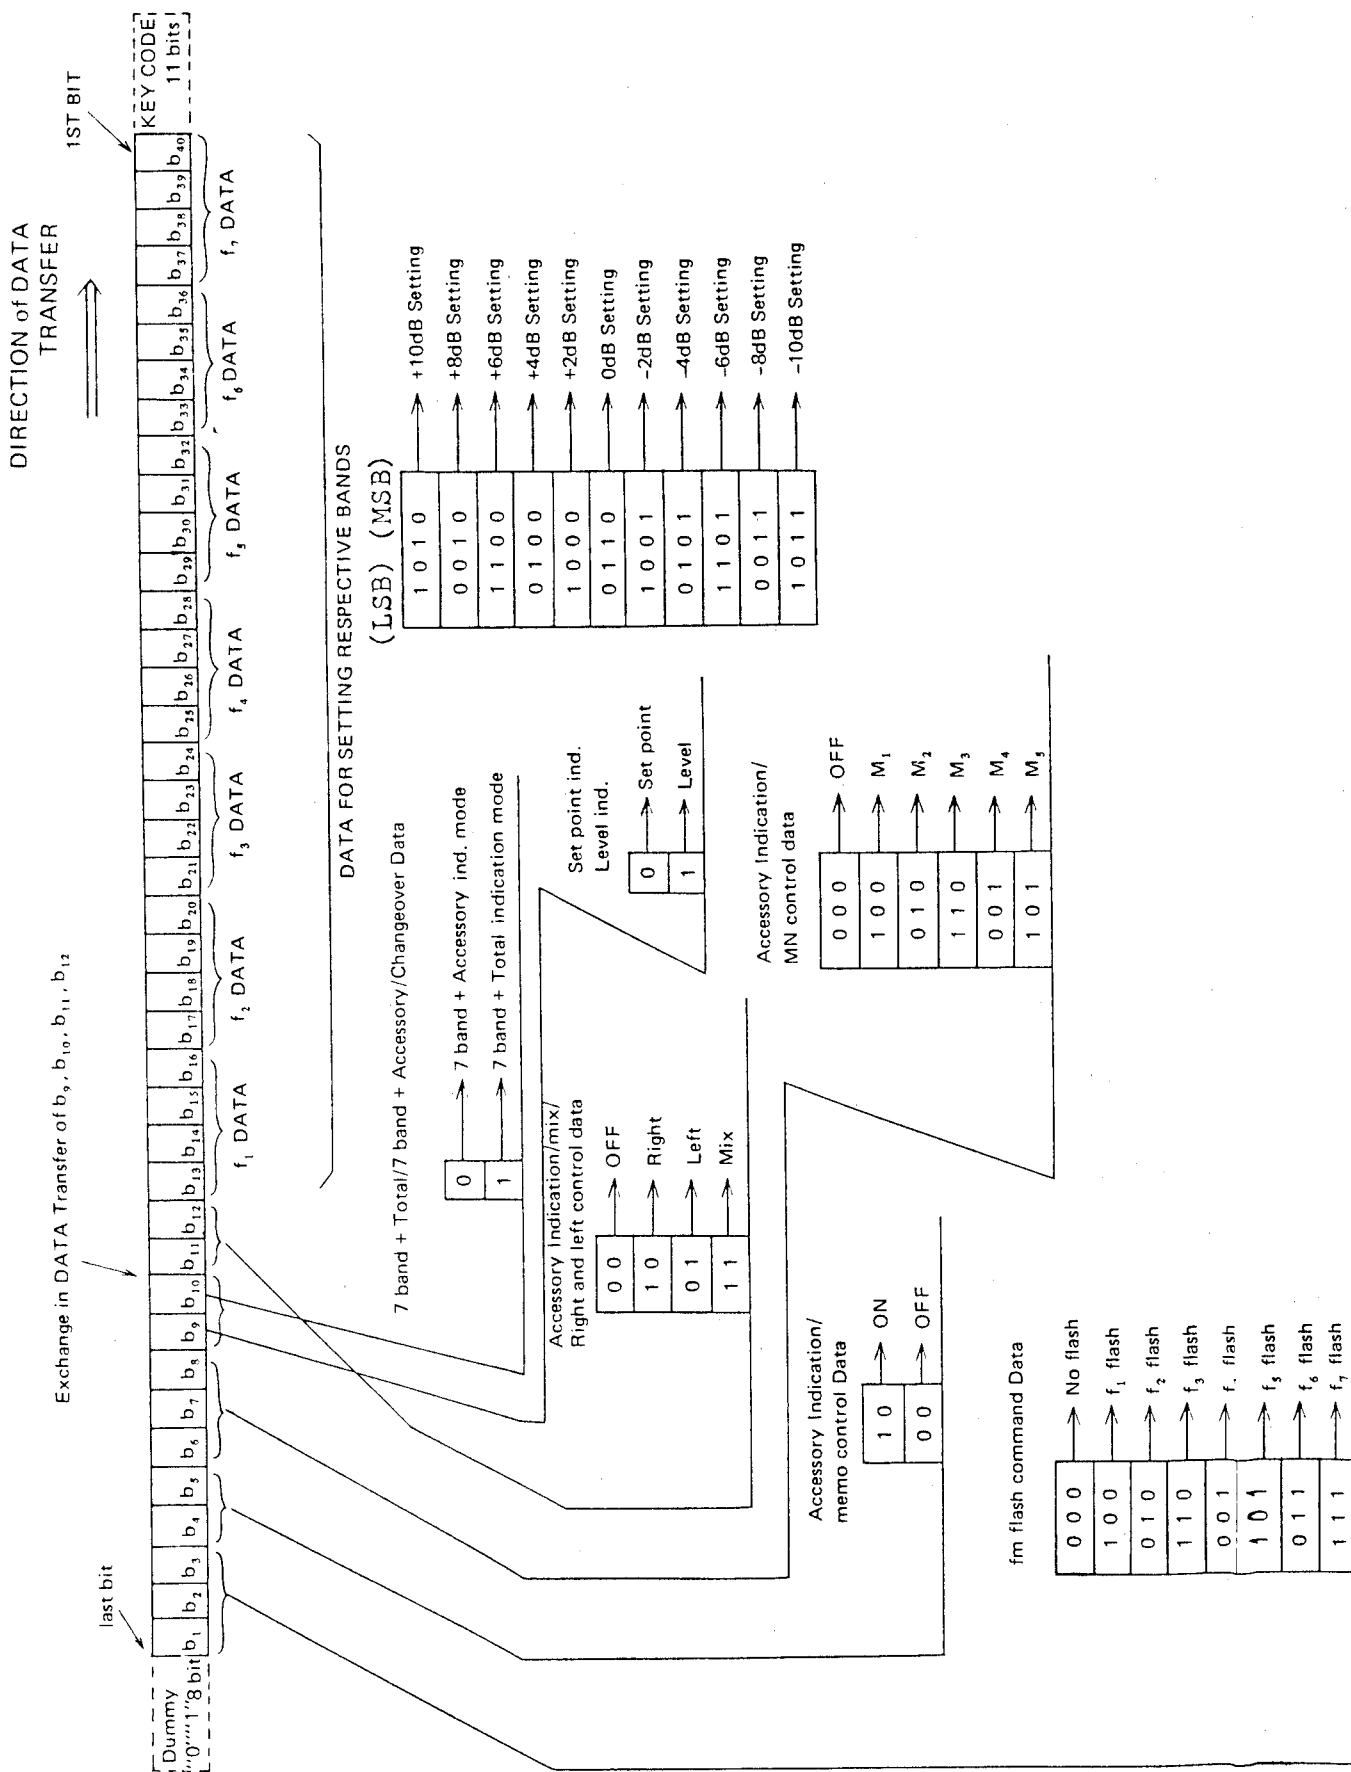 DIRECTION of DATA
TRANSFER
1ST BIT
Exchange in DATA Transfer of b₉, b₁₀, b₁₁, b₁₂
last bit
Dummy
"0""1"8 bit
b₁ b₂ b₃ b₄ b₅ b₆ b₇ b₈ b₉ b₁₀ b₁₁ b₁₂ b₁₃ b₁₄ b₁₅ b₁₆ b₁₇ b₁₈ b₁₉ b₂₀ b₂₁ b₂₂ b₂₃ b₂₄ b₂₅ b₂₆ b₂₇ b₂₈ b₂₉ b₃₀ b₃₁ b₃₂ b₃₃ b₃₄ b₃₅ b₃₆ b₃₇ b₃₈ b₃₉ b₄₀
KEY CODE
11 bits
f₁ DATA
f₂ DATA
f₃ DATA
f₄ DATA
f₅ DATA
f₆ DATA
f₇ DATA
DATA FOR SETTING RESPECTIVE BANDS
(LSB) (MSB)
1 0 1 0 +10dB Setting
0 0 1 0 +8dB Setting
1 1 0 0 +6dB Setting
0 1 0 0 +4dB Setting
1 0 0 0 +2dB Setting
0 1 1 0 0dB Setting
1 0 0 1 −2dB Setting
0 1 0 1 −4dB Setting
1 1 0 1 −6dB Setting
0 0 1 1 −8dB Setting
1 0 1 1 −10dB Setting
7 band + Total/7 band + Accessory/Changeover Data
0 7 band + Accessory ind. mode
1 7 band + Total indication mode
Set point ind.
Level ind.
0 Set point
1 Level
Accessory Indication/mix/
Right and left control data
0 0 OFF
1 0 Right
0 1 Left
1 1 Mix
Accessory Indication/
MN control data
0 0 0 OFF
1 0 0 M₁
0 1 0 M₂
1 1 0 M₃
0 0 1 M₄
1 0 1 M₅
Accessory Indication/
memo control Data
1 0 ON
0 0 OFF
fm flash command Data
0 0 0 No flash
1 0 0 f₁ flash
0 1 0 f₂ flash
1 1 0 f₃ flash
0 0 1 f. flash
1 0 1 f₅ flash
0 1 1 f₆ flash
1 1 1 f₇ flash